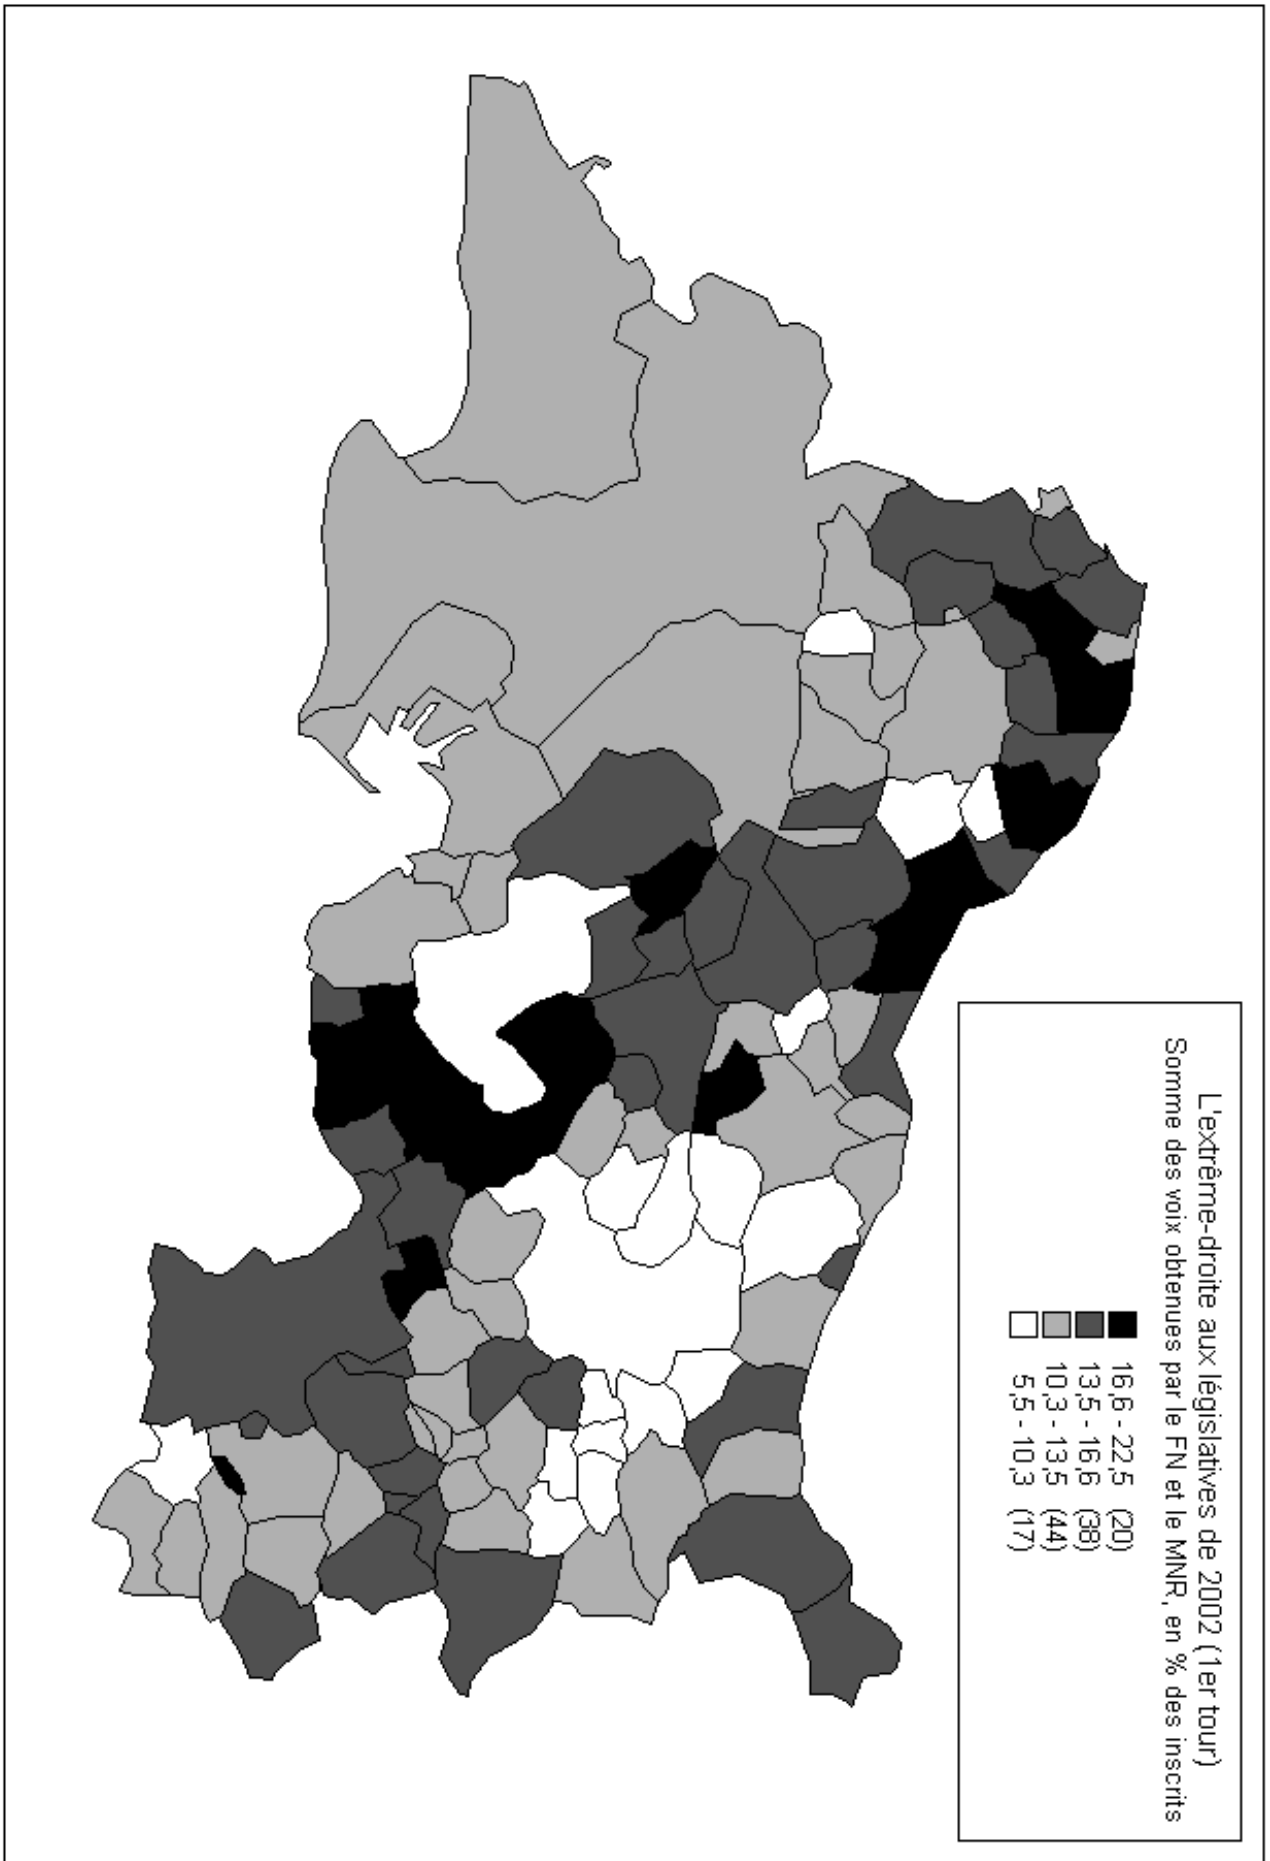 L'extrême-droite aux législatives de 2002 (1er tour)
Somme des voix obtenues par le FN et le MNR, en % des inscrits
16,6 - 22,5 (20)
13,5 - 16,6 (38)
10,3 - 13,5 (44)
5,5 - 10,3 (17)